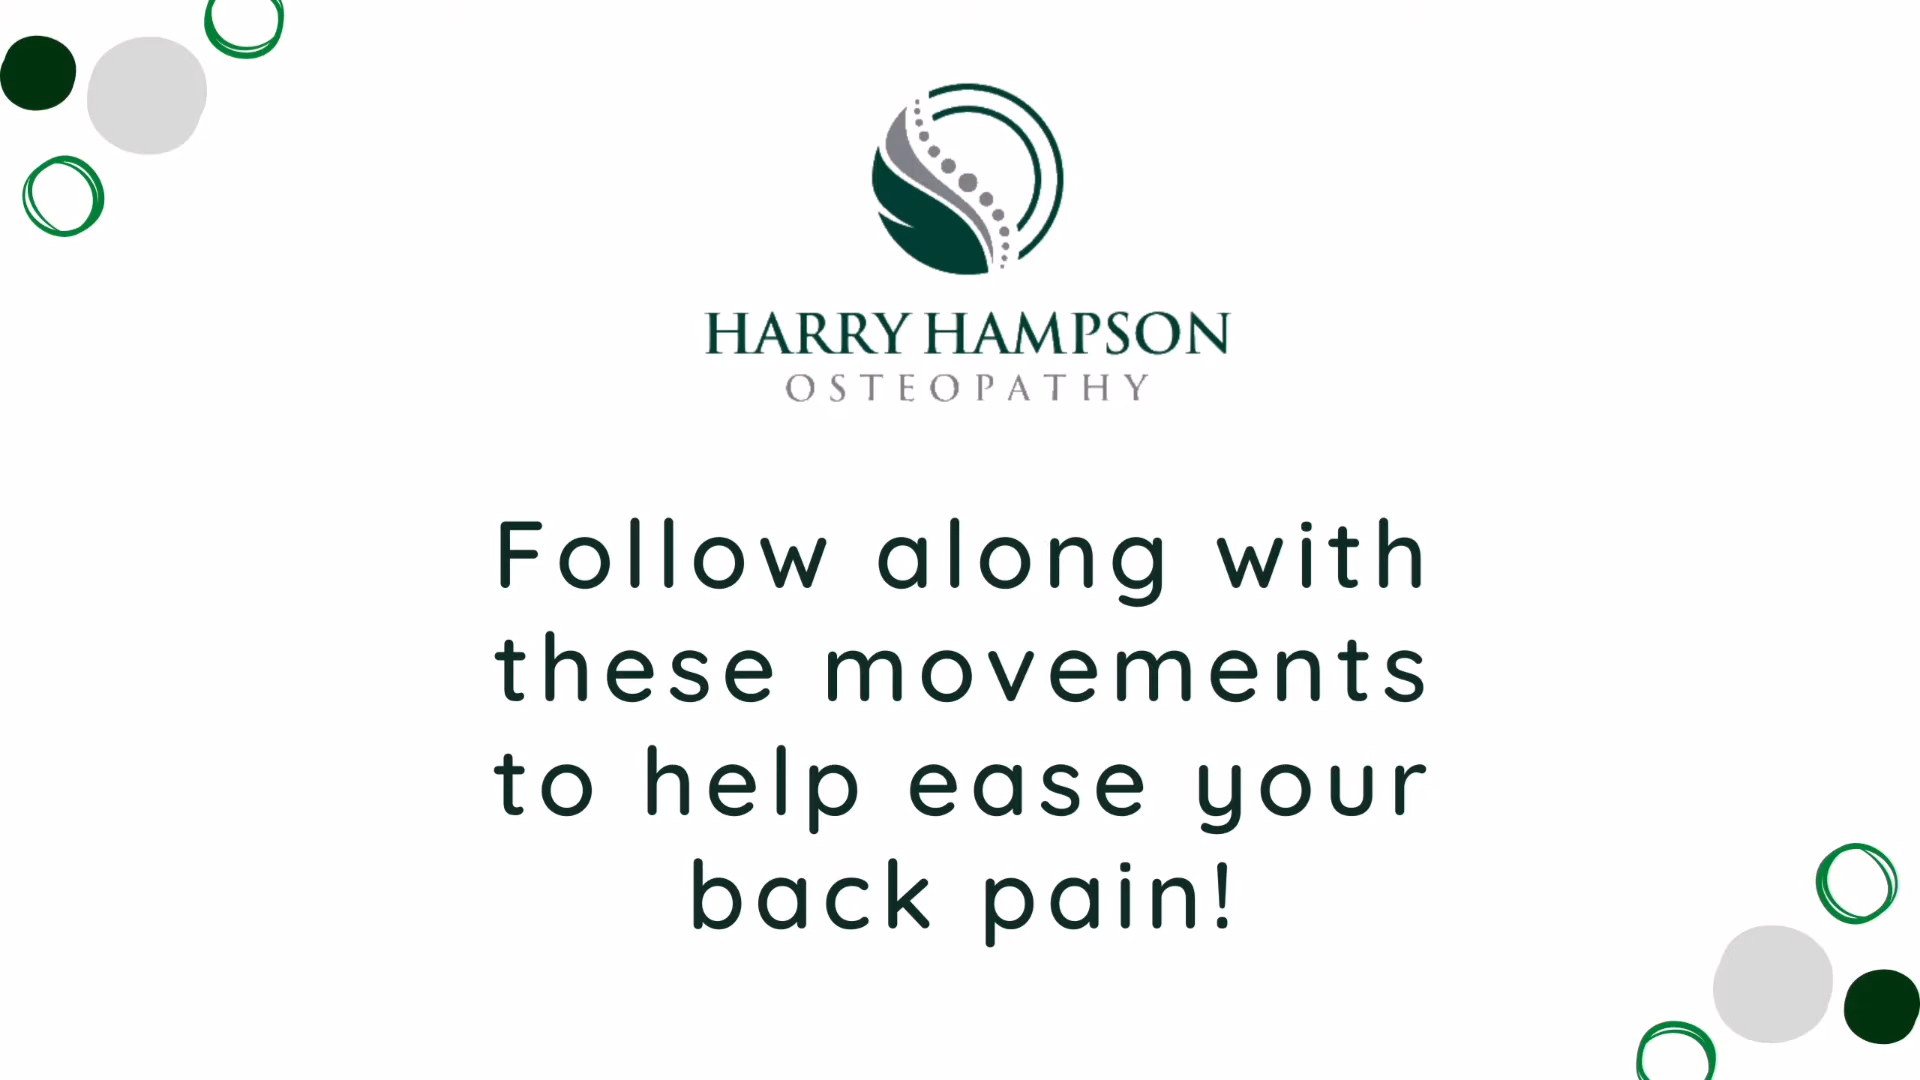 HARRY HAMPSON
OSTEOPATHY
Follow along with
these movements
to help ease your
back pain!